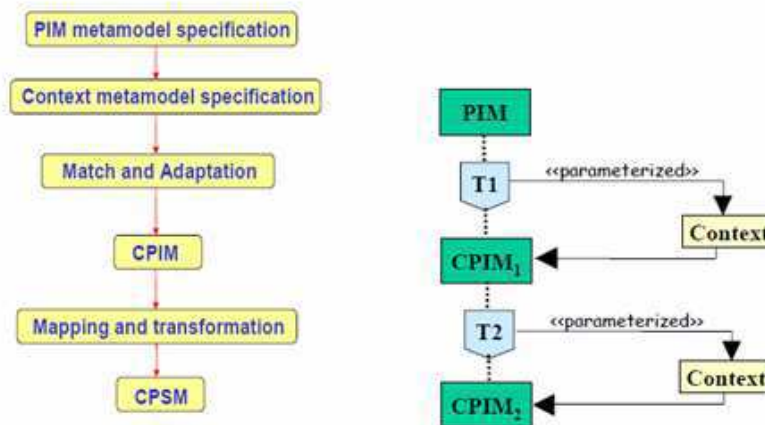 PIM metamodel specification
Context metamodel specification
Match and Adaptation
CPIM
Mapping and transformation
CPSM
PIM
T1
<<parameterized>>
Context
CPIM1
T2
<<parameterized>>
Context
CPIM2